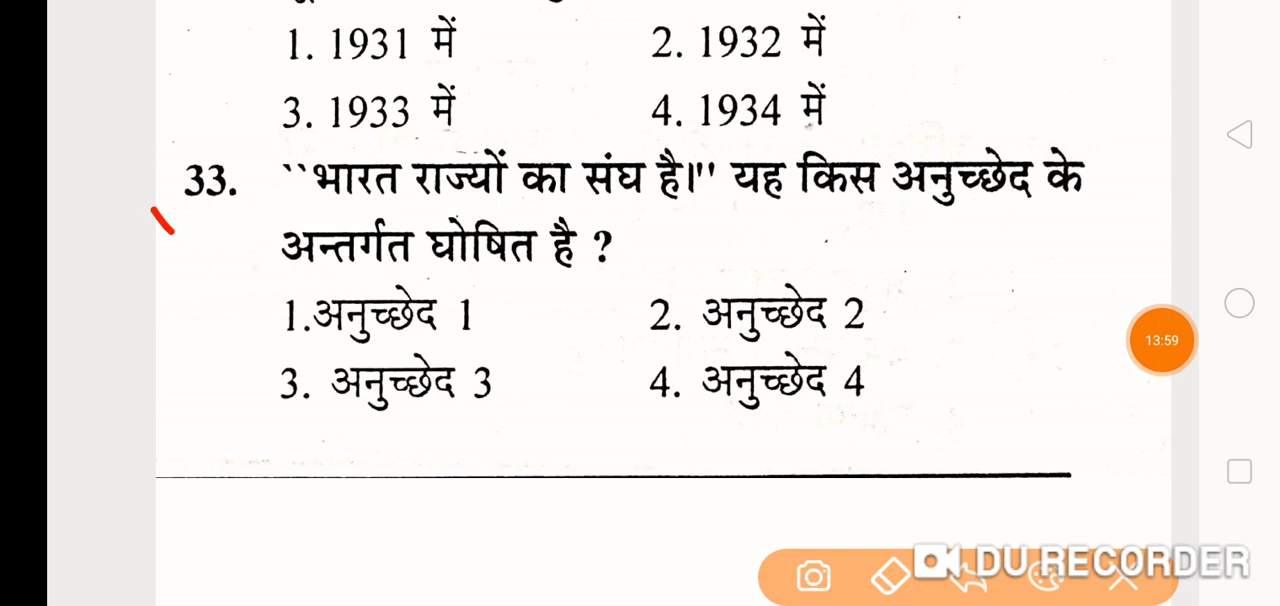 1. 1931 में 2. 1932 में
3. 1933 में 4. 1934 में
33. ``भारत राज्यों का संघ है।'' यह किस अनुच्छेद के
अन्तर्गत घोषित है ?
1.अनुच्छेद 1 2. अनुच्छेद 2
3. अनुच्छेद 3 4. अनुच्छेद 4
13:59
DU RECORDER